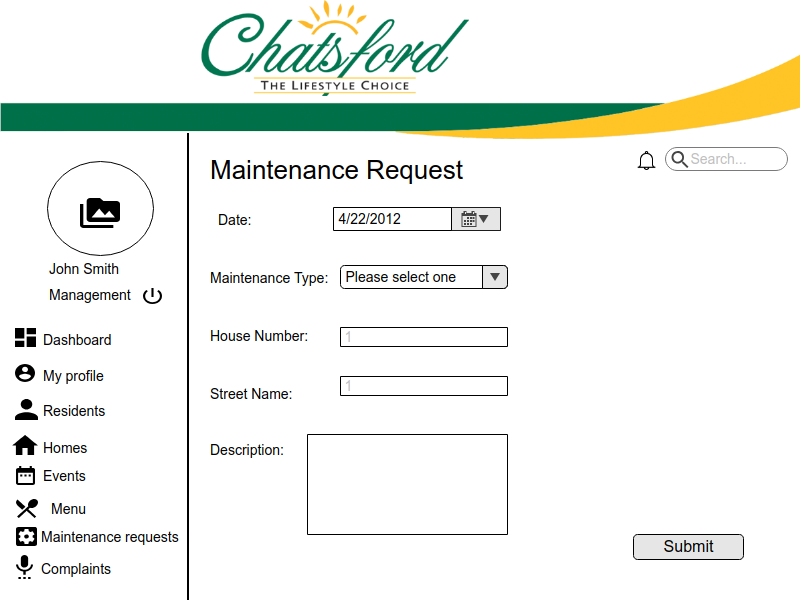 Chatsford
THE LIFESTYLE CHOICE
Maintenance Request
Search...
Date:
4/22/2012
John Smith
Management
Maintenance Type:
Please select one
House Number:
1
Street Name:
1
Description:
Submit
Dashboard
My profile
Residents
Homes
Events
Menu
Maintenance requests
Complaints